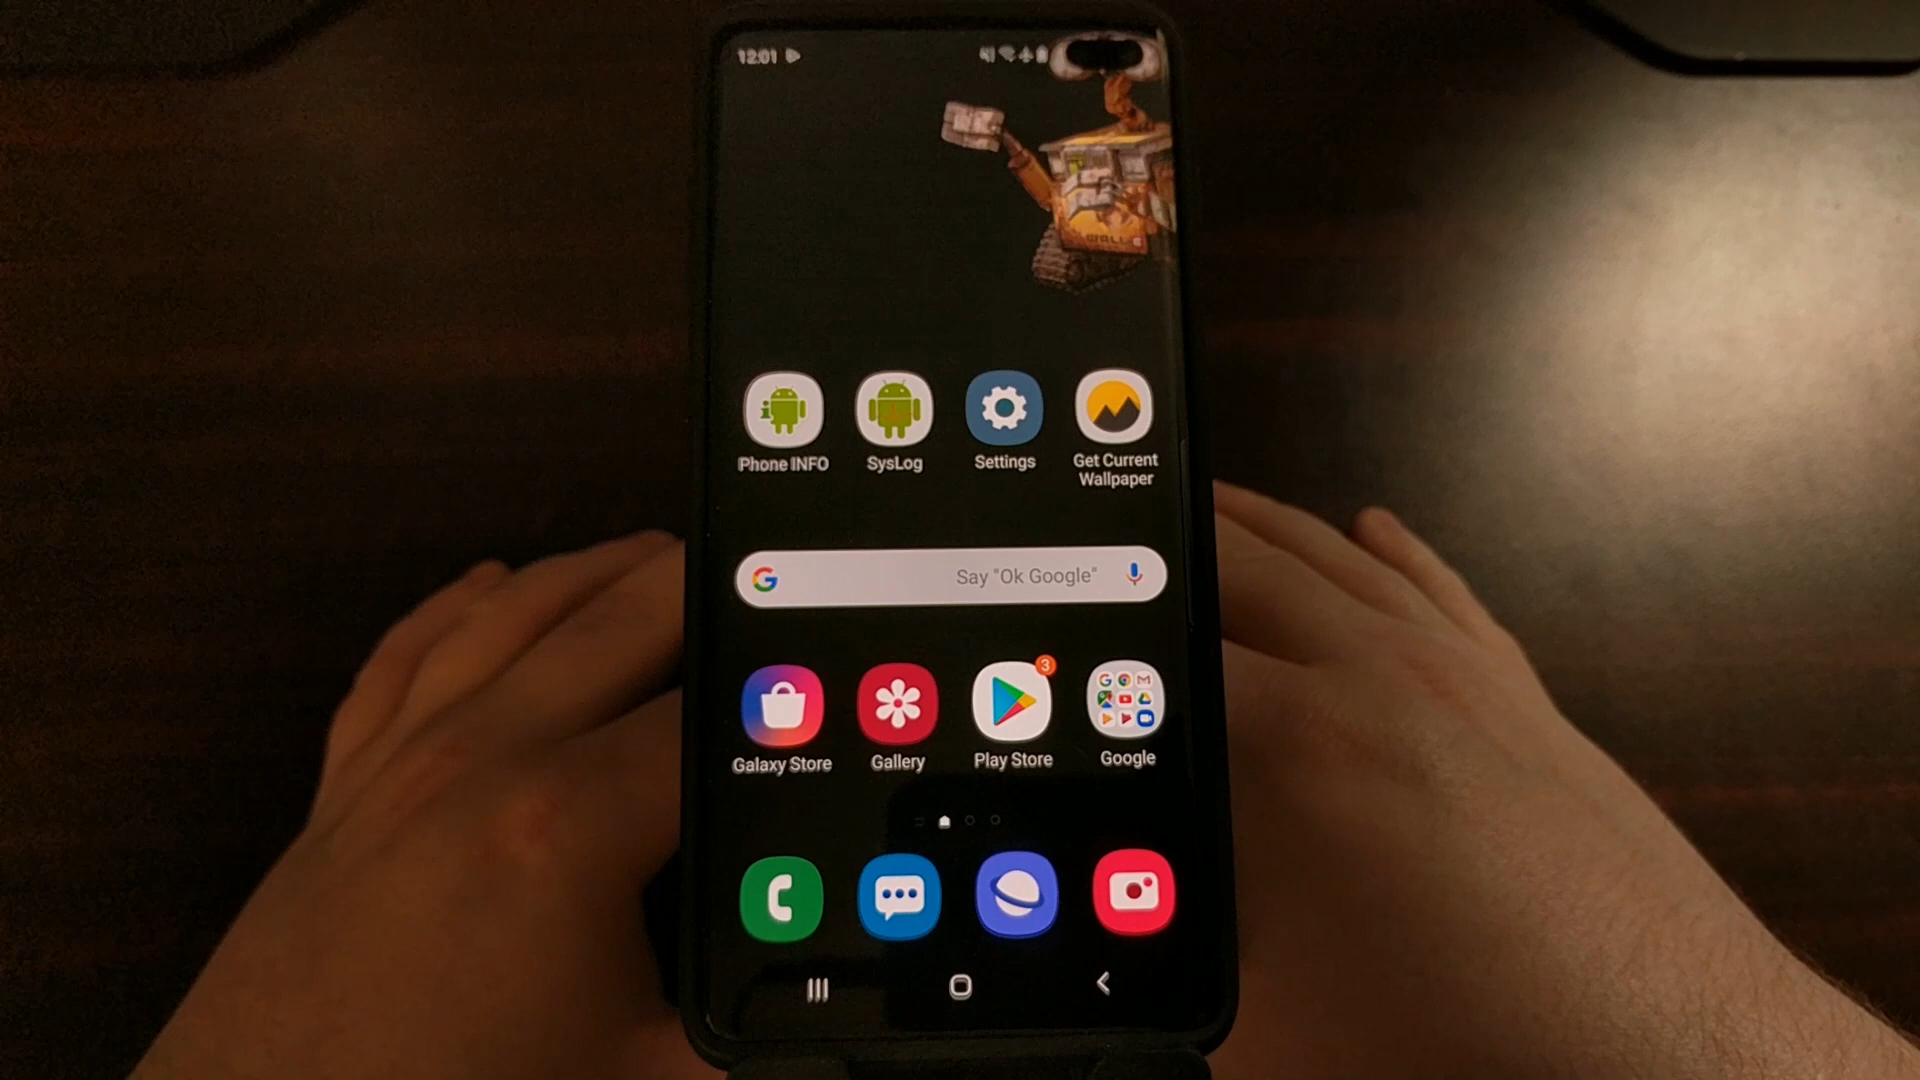 12:01
WALL·E
Phone INFO
SysLog
Settings
Get Current
Wallpaper
G
Say "Ok Google"
3
Galaxy Store
Gallery
Play Store
Google